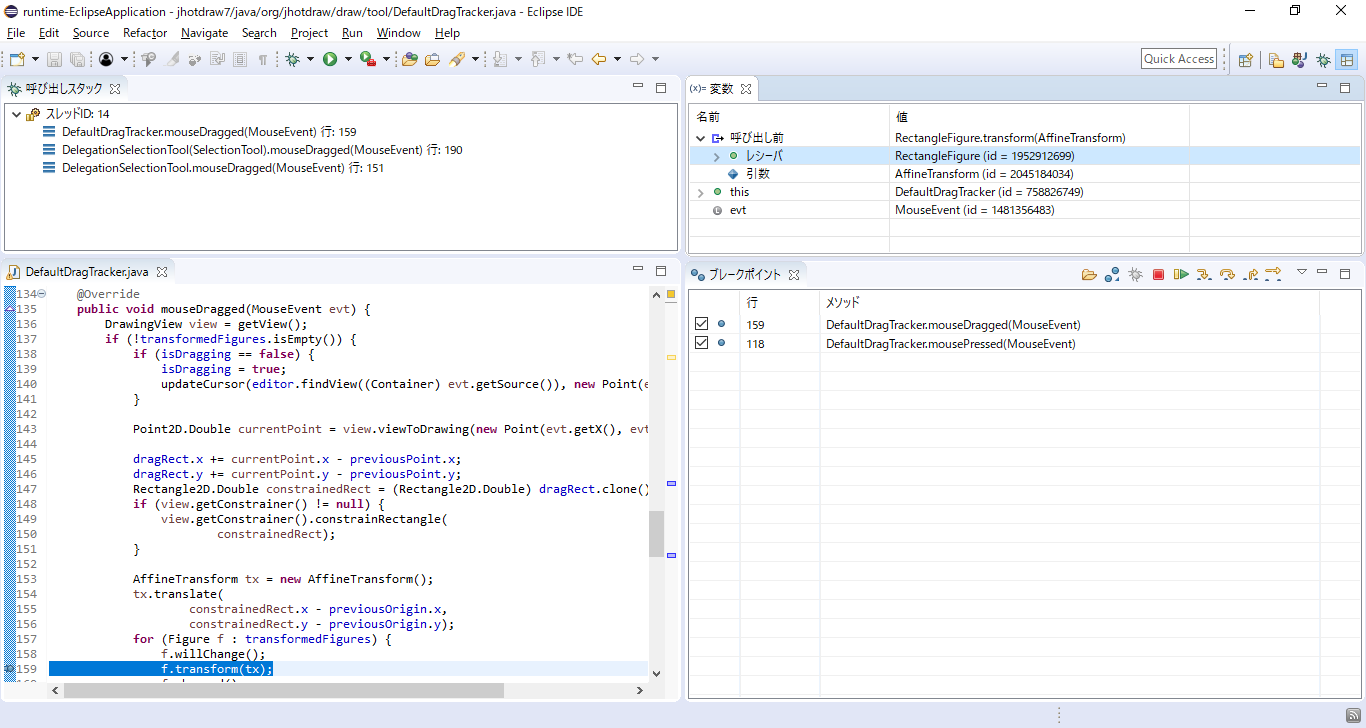 runtime-EclipseApplication - jhotdraw7/java/org/jhotdraw/draw/tool/DefaultDragTracker.java - Eclipse IDE
File Edit Source Refactor Navigate Search Project Run Window Help
Quick Access
呼び出しスタック
スレッドID: 14
DefaultDragTracker.mouseDragged(MouseEvent) 行: 159
DelegationSelectionTool(SelectionTool).mouseDragged(MouseEvent) 行: 190
DelegationSelectionTool.mouseDragged(MouseEvent) 行: 151
(x)= 変数
名前 値
呼び出し前 RectangleFigure.transform(AffineTransform)
レシーバ RectangleFigure (id = 1952912699)
引数 AffineTransform (id = 2045184034)
this DefaultDragTracker (id = 758826749)
evt MouseEvent (id = 1481356483)
DefaultDragTracker.java
134 @Override
135 public void mouseDragged(MouseEvent evt) {
136 DrawingView view = getView();
137 if (!transformedFigures.isEmpty()) {
138 if (isDragging == false) {
139 isDragging = true;
140 updateCursor(editor.findView((Container) evt.getSource()), new Point(e
141 }
142
143 Point2D.Double currentPoint = view.viewToDrawing(new Point(evt.getX(), evt
144
145 dragRect.x += currentPoint.x - previousPoint.x;
146 dragRect.y += currentPoint.y - previousPoint.y;
147 Rectangle2D.Double constrainedRect = (Rectangle2D.Double) dragRect.clone()
148 if (view.getConstrainer() != null) {
149 view.getConstrainer().constrainRectangle(
150 constrainedRect);
151 }
152
153 AffineTransform tx = new AffineTransform();
154 tx.translate(
155 constrainedRect.x - previousOrigin.x,
156 constrainedRect.y - previousOrigin.y);
157 for (Figure f : transformedFigures) {
158 f.willChange();
159 f.transform(tx);
ブレークポイント
行 メソッド
159 DefaultDragTracker.mouseDragged(MouseEvent)
118 DefaultDragTracker.mousePressed(MouseEvent)